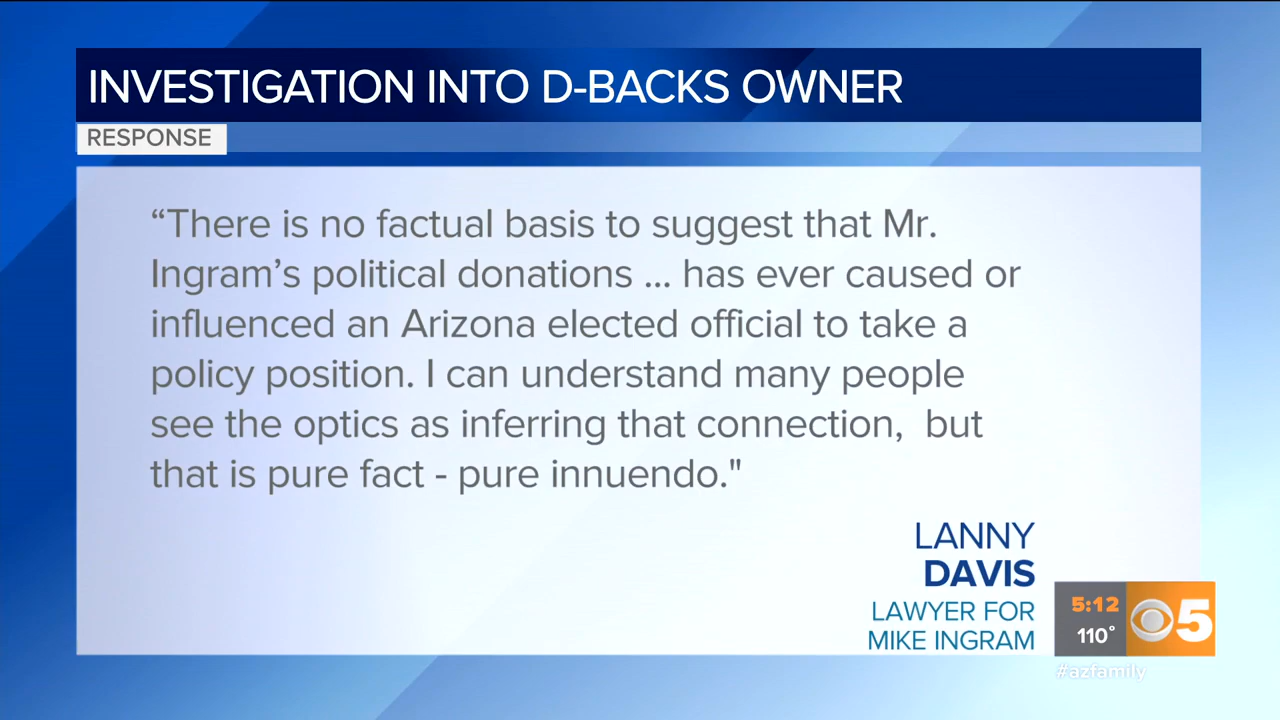 INVESTIGATION INTO D-BACKS OWNER
RESPONSE
“There is no factual basis to suggest that Mr.
Ingram’s political donations ... has ever caused or
influenced an Arizona elected official to take a
policy position. I can understand many people
see the optics as inferring that connection,  but
that is pure fact - pure innuendo."
LANNY
DAVIS
LAWYER FOR
MIKE INGRAM
5:12
110°
5
#azfamily